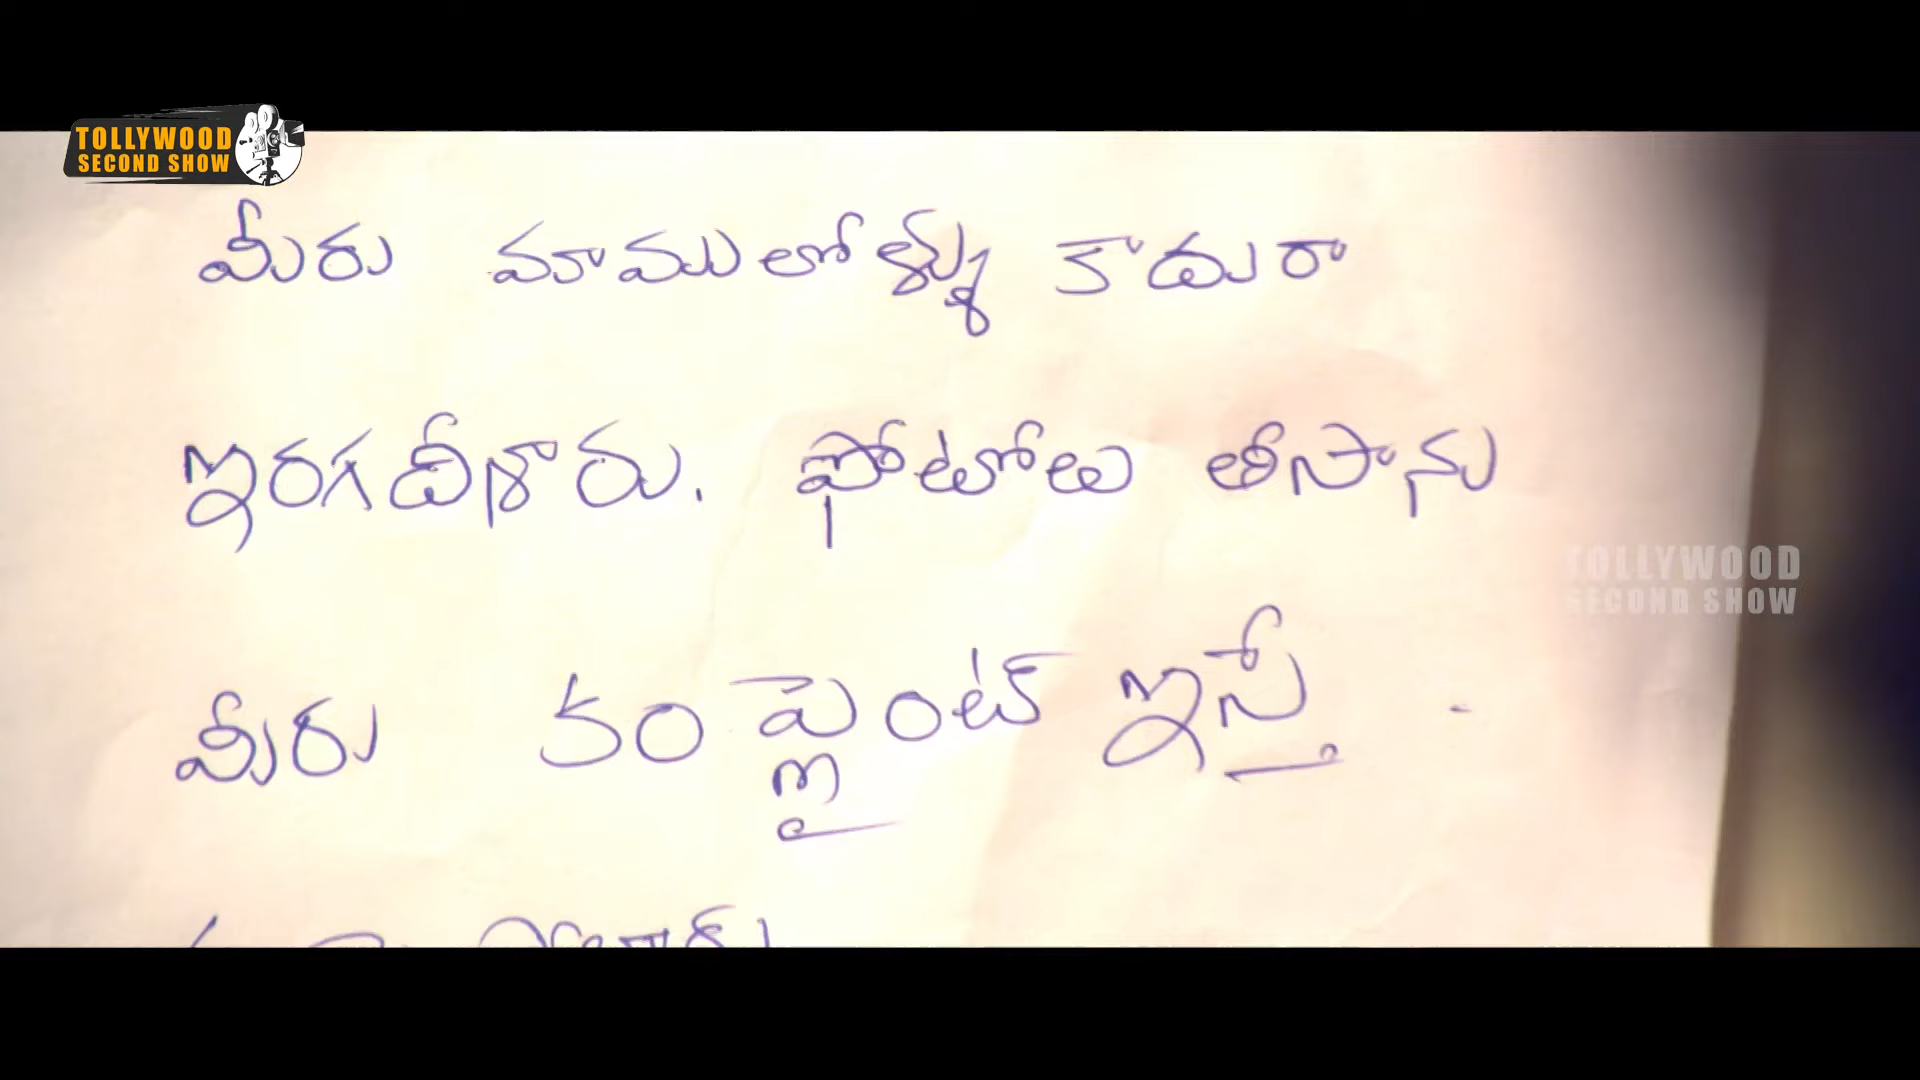 TOLLYWOOD
SECOND SHOW
మీరు మాములోళ్ళు కాదురా
ఇరగదీశారు. ఫోటోలు తీసాను
TOLLYWOOD
SECOND SHOW
మీరు కంప్లైంట్ ఇస్తే